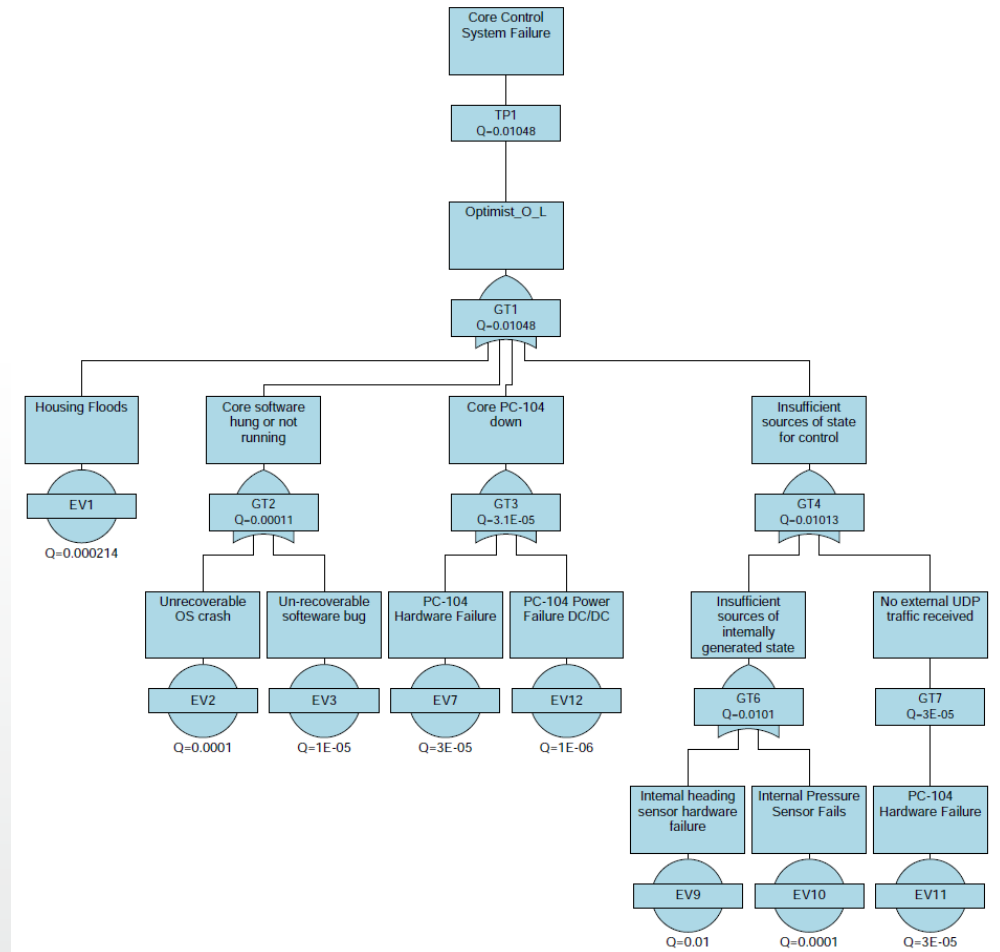 Core Control
System Failure
TP1
Q=0.01048
Optimist_O_L
GT1
Q=0.01048
Housing Floods
Core software
hung or not
running
Core PC-104
down
Insufficient
sources of state
for control
EV1
Q=0.000214
GT2
Q=0.00011
GT3
Q=3.1E-05
GT4
Q=0.01013
Unrecoverable
OS crash
Un-recoverable
softeware bug
PC-104
Hardware Failure
PC-104 Power
Failure DC/DC
Insufficient
sources of
internally
generated state
No external UDP
traffic received
EV2
Q=0.0001
EV3
Q=1E-05
EV7
Q=3E-05
EV12
Q=1E-06
GT6
Q=0.0101
GT7
Q=3E-05
Internal heading
sensor hardware
failure
Internal Pressure
Sensor Fails
PC-104
Hardware Failure
EV9
Q=0.01
EV10
Q=0.0001
EV11
Q=3E-05